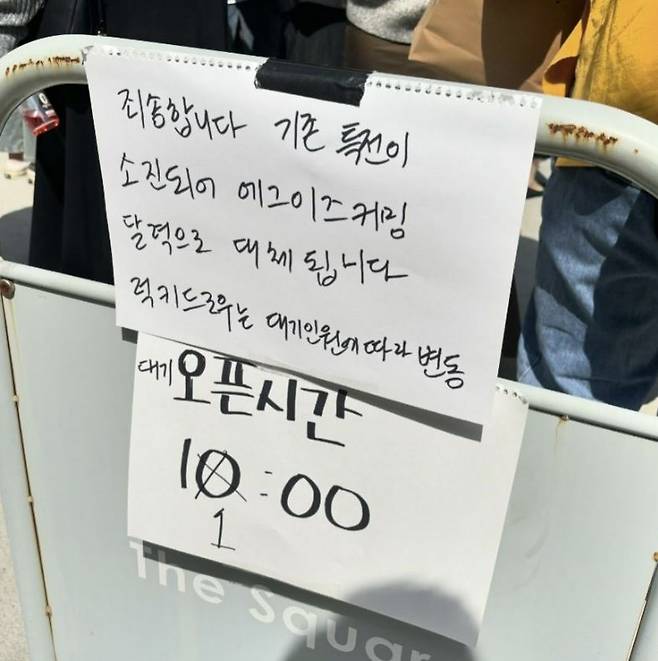 죄송합니다 기존 특전이
소진되어 에그이즈커밍
달력으로 대체 됩니다
럭키드로우는 대기인원에 따라 변동
대기 오픈시간
10:00
1
The Squar